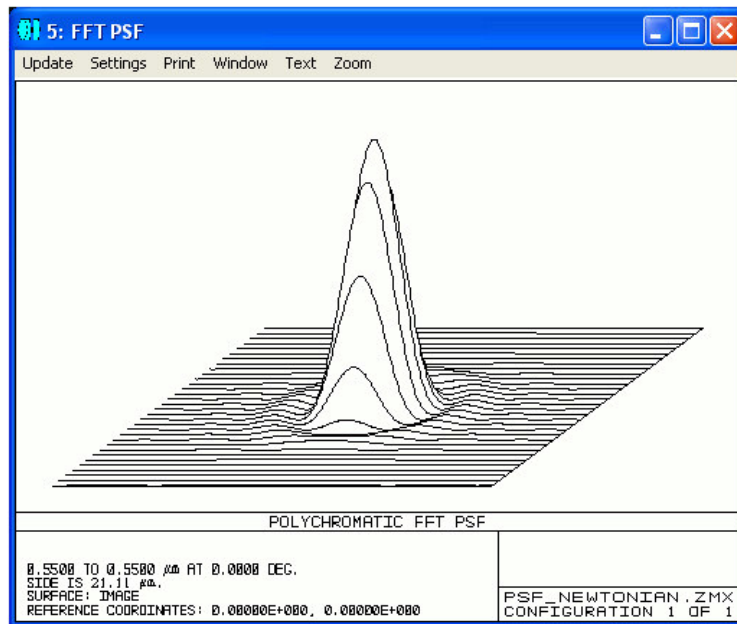 5: FFT PSF
Update Settings Print Window Text Zoom
POLYCHROMATIC FFT PSF
0.5500 TO 0.5500 µm AT 0.0000 DEG.
SIDE IS 21.11 µm.
SURFACE: IMAGE
REFERENCE COORDINATES: 0.00000E+000, 0.00000E+000
PSF_NEWTONIAN.ZMX
CONFIGURATION 1 OF 1